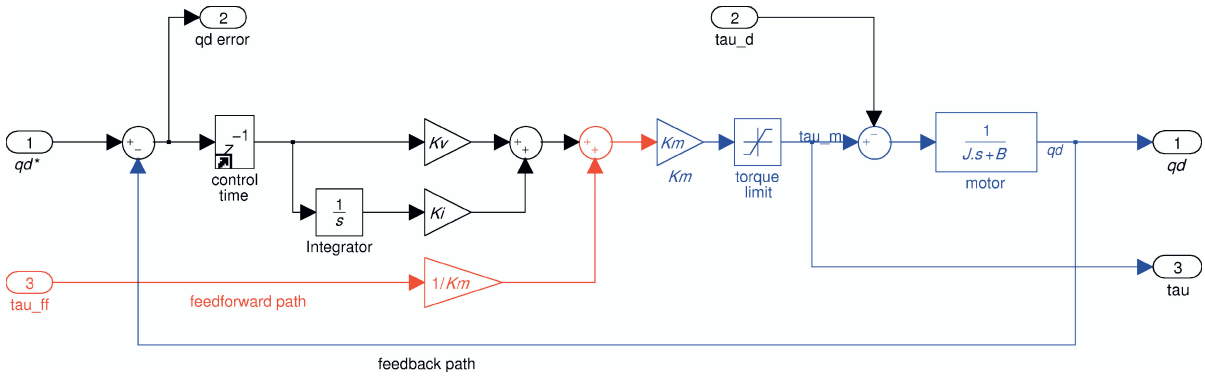 2
qd error
2
tau_d
1
qd*
+
−
z
−1
control
time
Kv
+
+
+
+
Km
Km
torque
limit
tau_m
+
−
1
J.s+B
motor
qd
1
qd
1
s
Integrator
Ki
3
tau_ff
feedforward path
1/Km
3
tau
feedback path